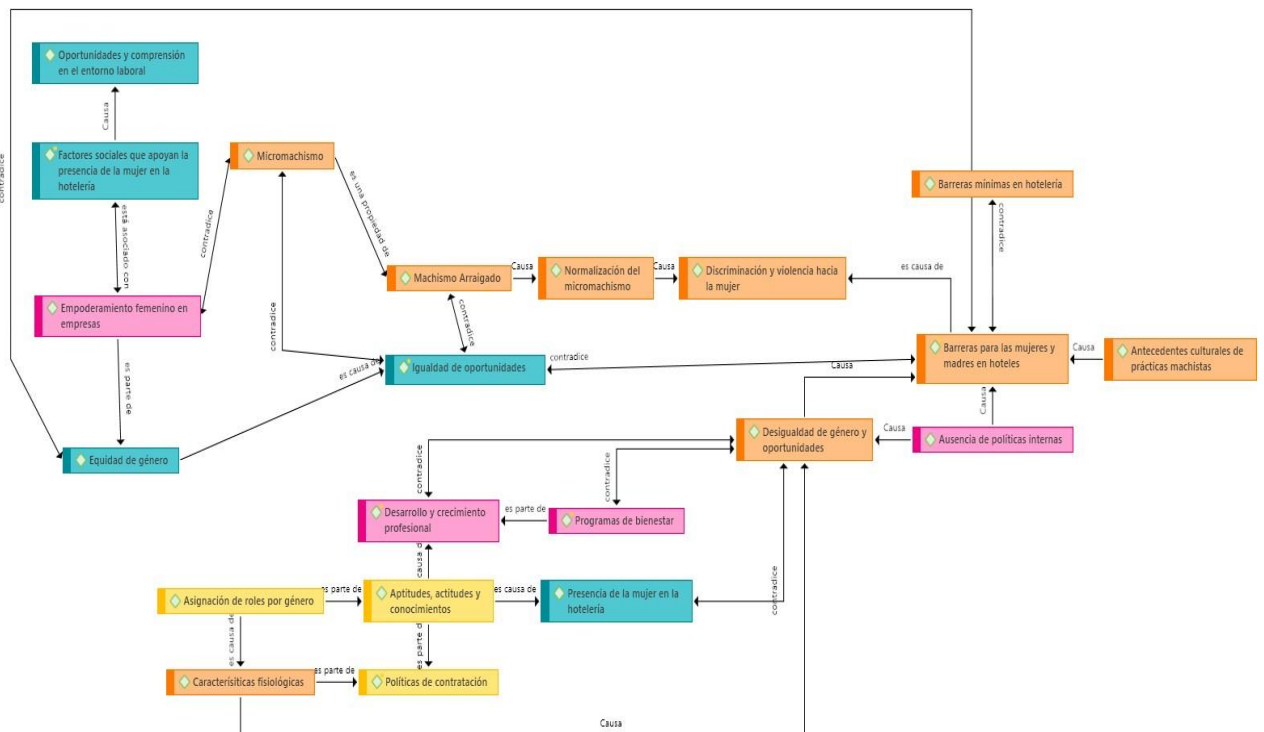 Oportunidades y comprensión
en el entorno laboral
Causa
contradice
Factores sociales que apoyan la
presencia de la mujer en la
hotelería
Micromachismo
Barreras mínimas en hotelería
es una propiedad de
está asociado con
contradice
contradice
Machismo Arraigado
Causa
Normalización del
micromachismo
Causa
Discriminación y violencia hacia
la mujer
es causa de
Empoderamiento femenino en
empresas
contradice
contradice
Igualdad de oportunidades
contradice
Barreras para las mujeres y
madres en hoteles
Causa
Antecedentes culturales de
prácticas machistas
es causa de
Causa
es parte de
Causa
Equidad de género
Desigualdad de género y
oportunidades
Causa
Ausencia de políticas internas
contradice
contradice
Desarrollo y crecimiento
profesional
es parte de
Programas de bienestar
causa d
contradice
Asignación de roles por género
es parte de
Aptitudes, actitudes y
conocimientos
es causa de
Presencia de la mujer en la
hotelería
es causa de
es parte d
Caracterísiticas fisiológicas
es parte de
Políticas de contratación
Causa